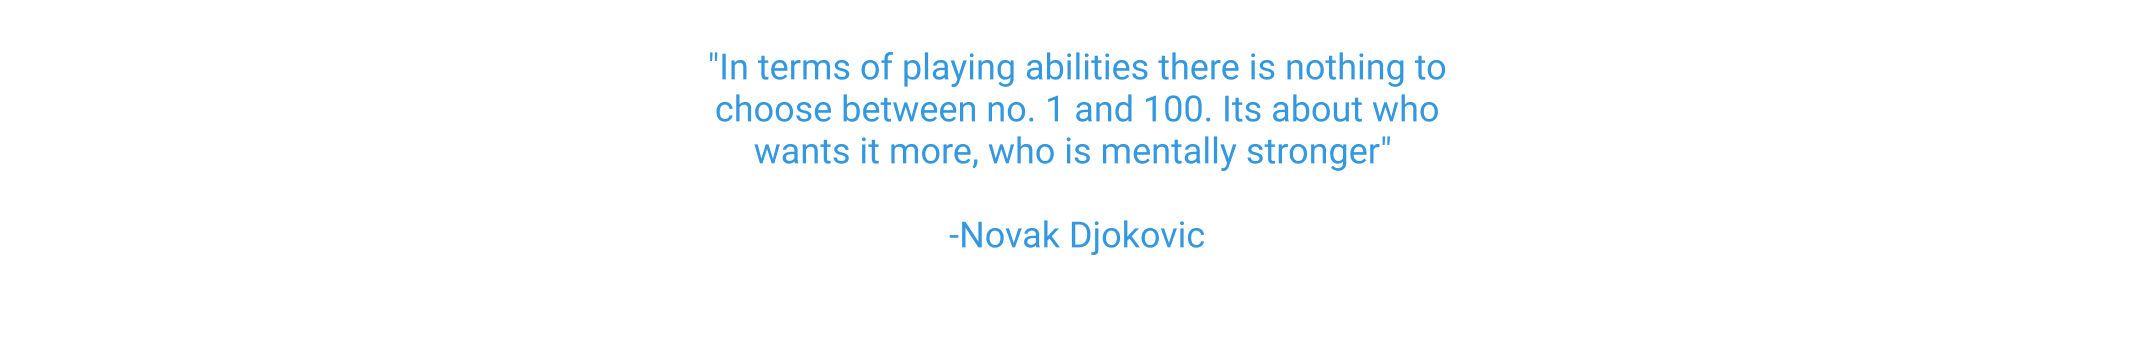 "In terms of playing abilities there is nothing to
choose between no. 1 and 100. Its about who
wants it more, who is mentally stronger"
-Novak Djokovic